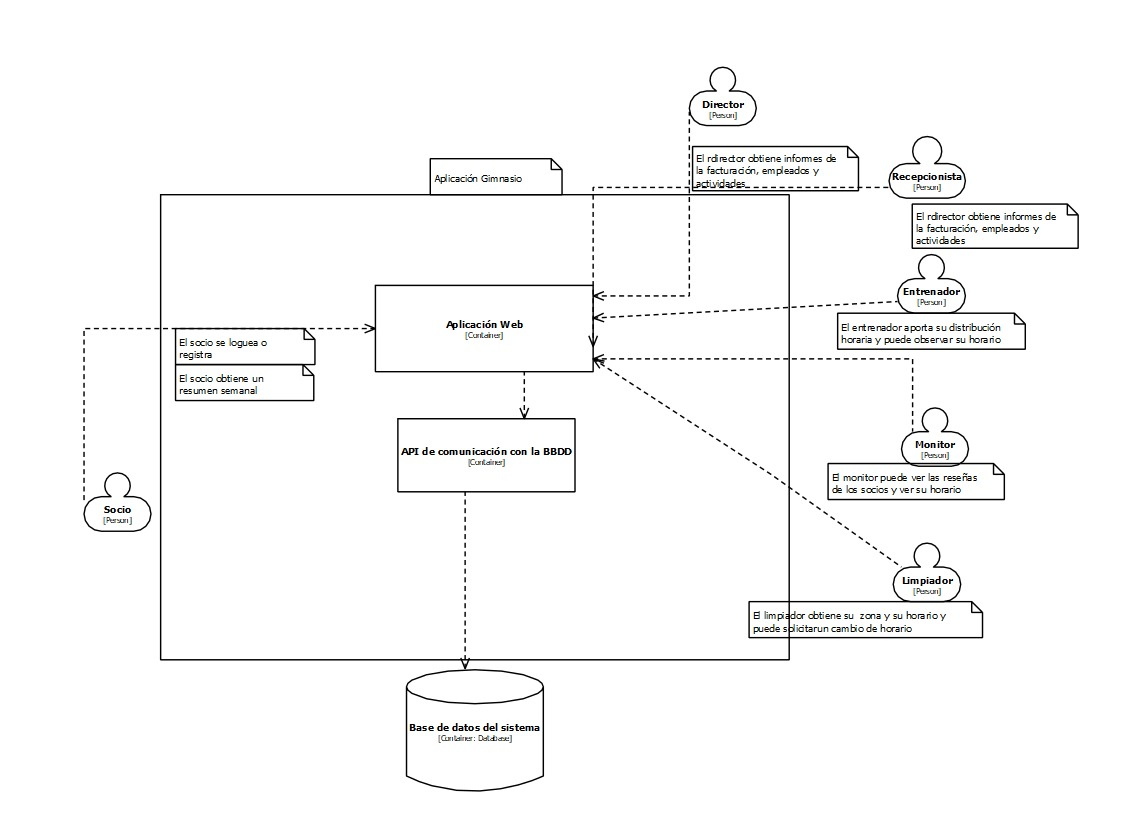 Director
[Person]
El rdirector obtiene informes de
la facturación, empleados y
actividades
Aplicación Gimnasio
Recepcionista
[Person]
El rdirector obtiene informes de
la facturación, empleados y
actividades
Entrenador
[Person]
El entrenador aporta su distribución
horaria y puede observar su horario
Aplicación Web
[Container]
El socio se loguea o
registra
El socio obtiene un
resumen semanal
API de comunicación con la BBDD
[Container]
Monitor
[Person]
El monitor puede ver las reseñas
de los socios y ver su horario
Socio
[Person]
Limpiador
[Person]
El limpiador obtiene su  zona y su horario y
puede solicitarun cambio de horario
Base de datos del sistema
[Container: Database]